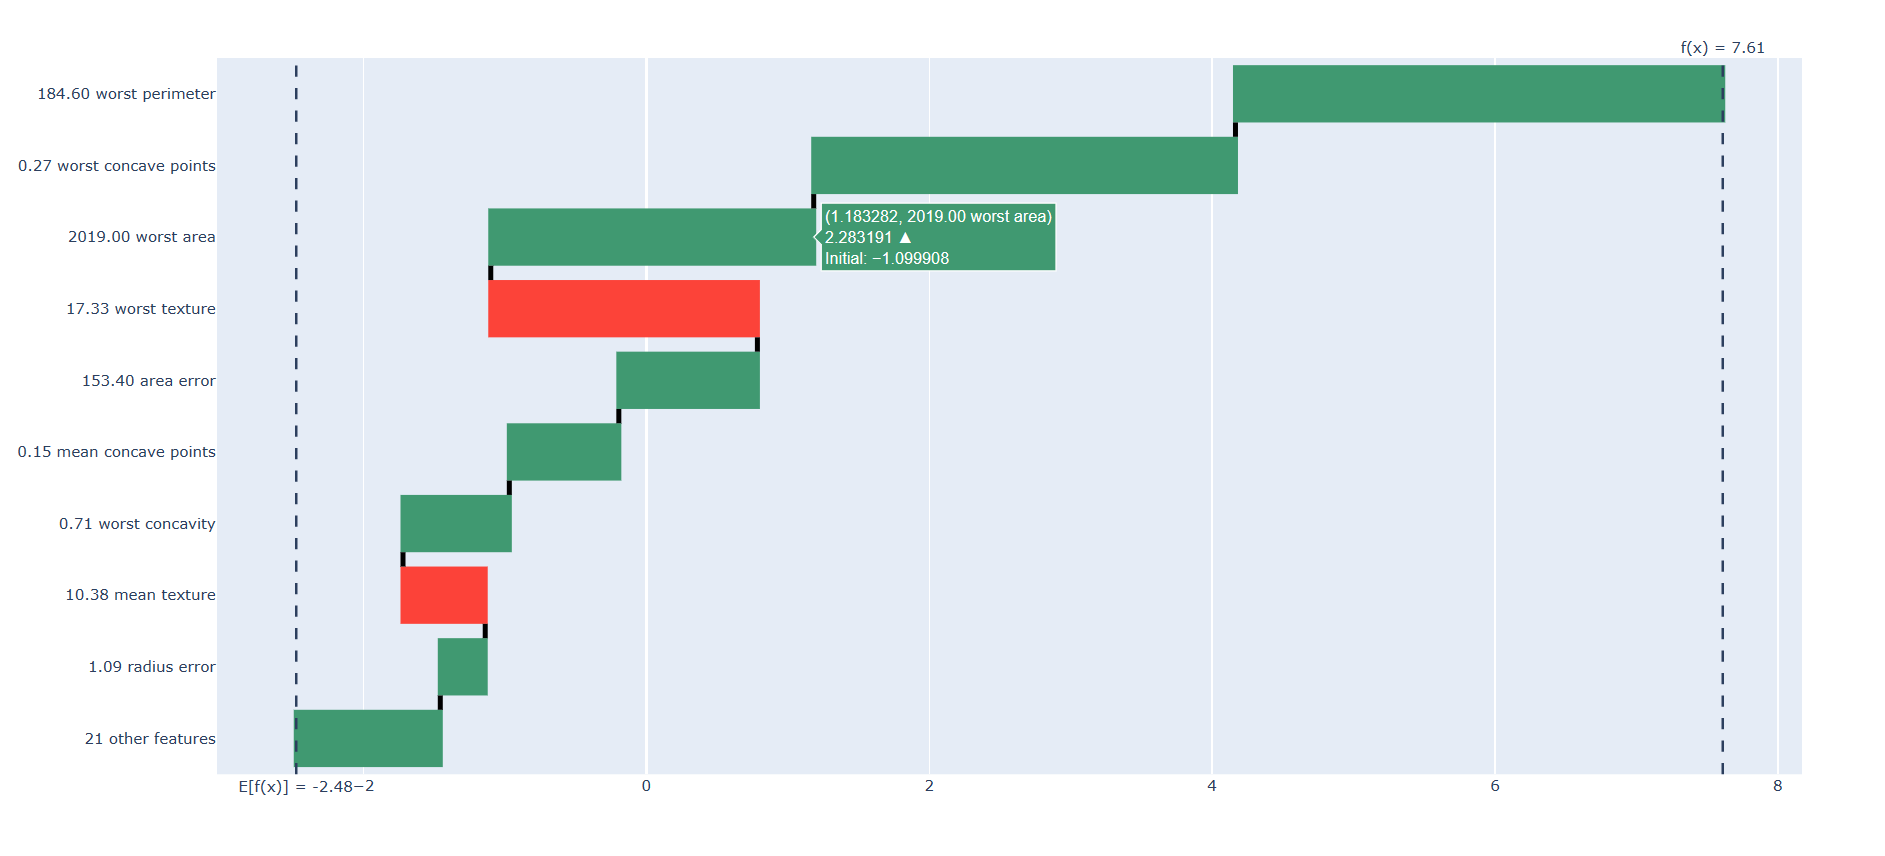 f(x) = 7.61
184.60 worst perimeter
0.27 worst concave points
2019.00 worst area
(1.183282, 2019.00 worst area)
2.283191 ▲
Initial: −1.099908
17.33 worst texture
153.40 area error
0.15 mean concave points
0.71 worst concavity
10.38 mean texture
1.09 radius error
21 other features
E[f(x)] = -2.48 −2 0 2 4 6 8